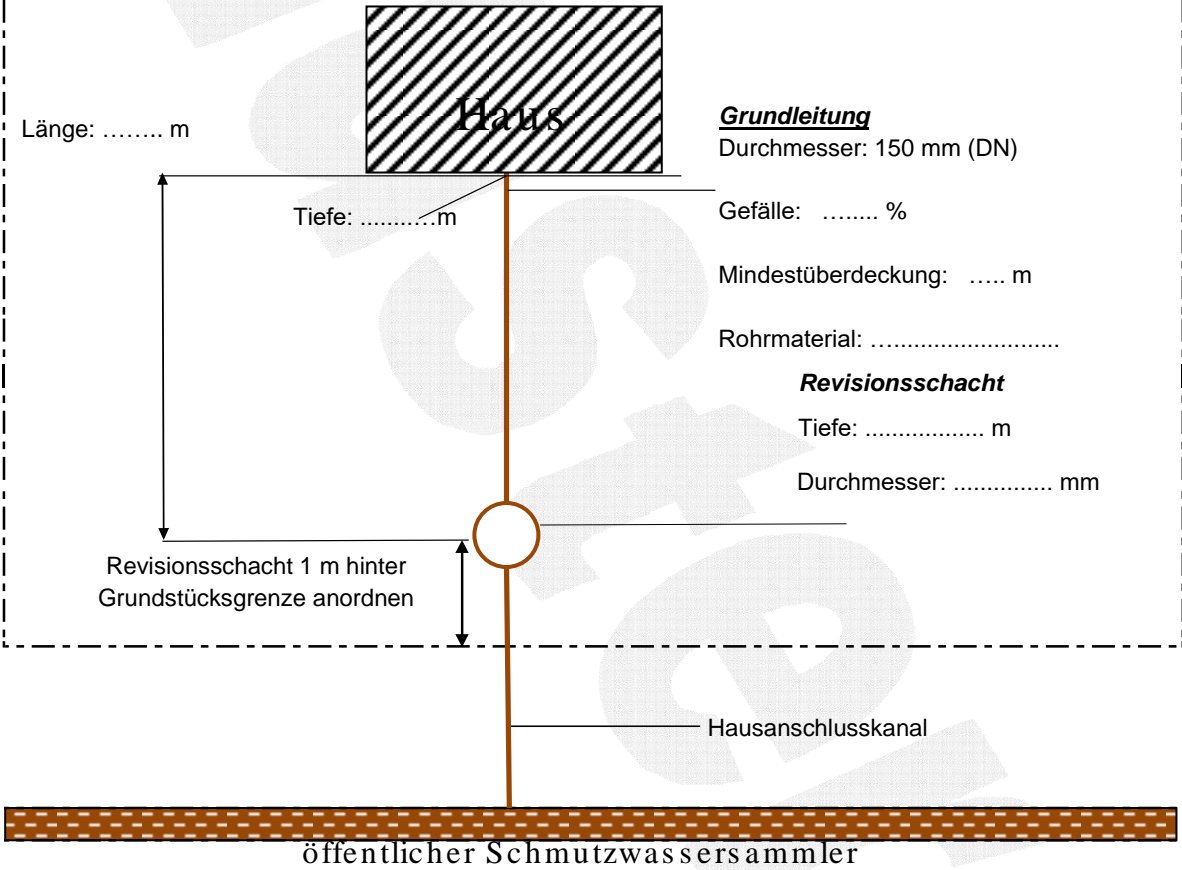 Haus
Länge: …….. m
Grundleitung
Durchmesser: 150 mm (DN)
Tiefe: ........…m
Gefälle: …..... %
Mindestüberdeckung: ….. m
Rohrmaterial: ….........................
Revisionsschacht
Tiefe: .................. m
Durchmesser: ............... mm
Revisionsschacht 1 m hinter
Grundstücksgrenze anordnen
Hausanschlusskanal
öffentlicher Schmutzwassersammler
Muster